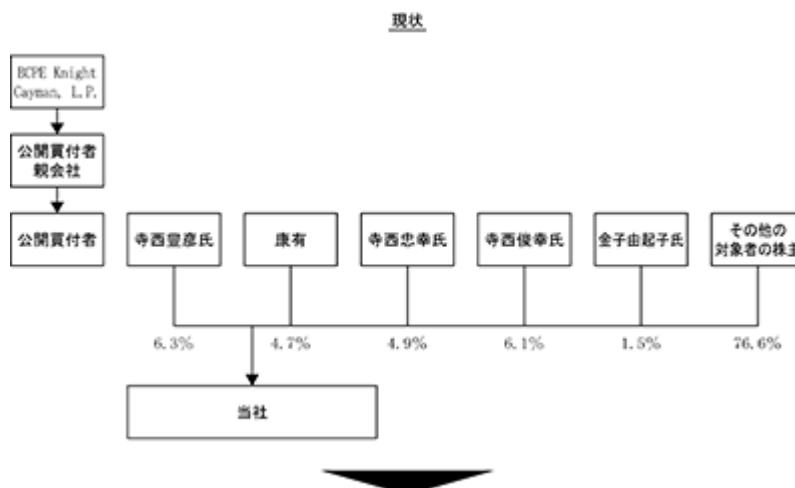 現状
BCPE Knight
Cayman, L.P.
公開買付者
親会社
公開買付者
寺西豊彦氏
康有
寺西忠幸氏
寺西俊幸氏
金子由起子氏
その他の
対象者の株主
6.3%
4.7%
4.9%
6.1%
1.5%
76.6%
当社